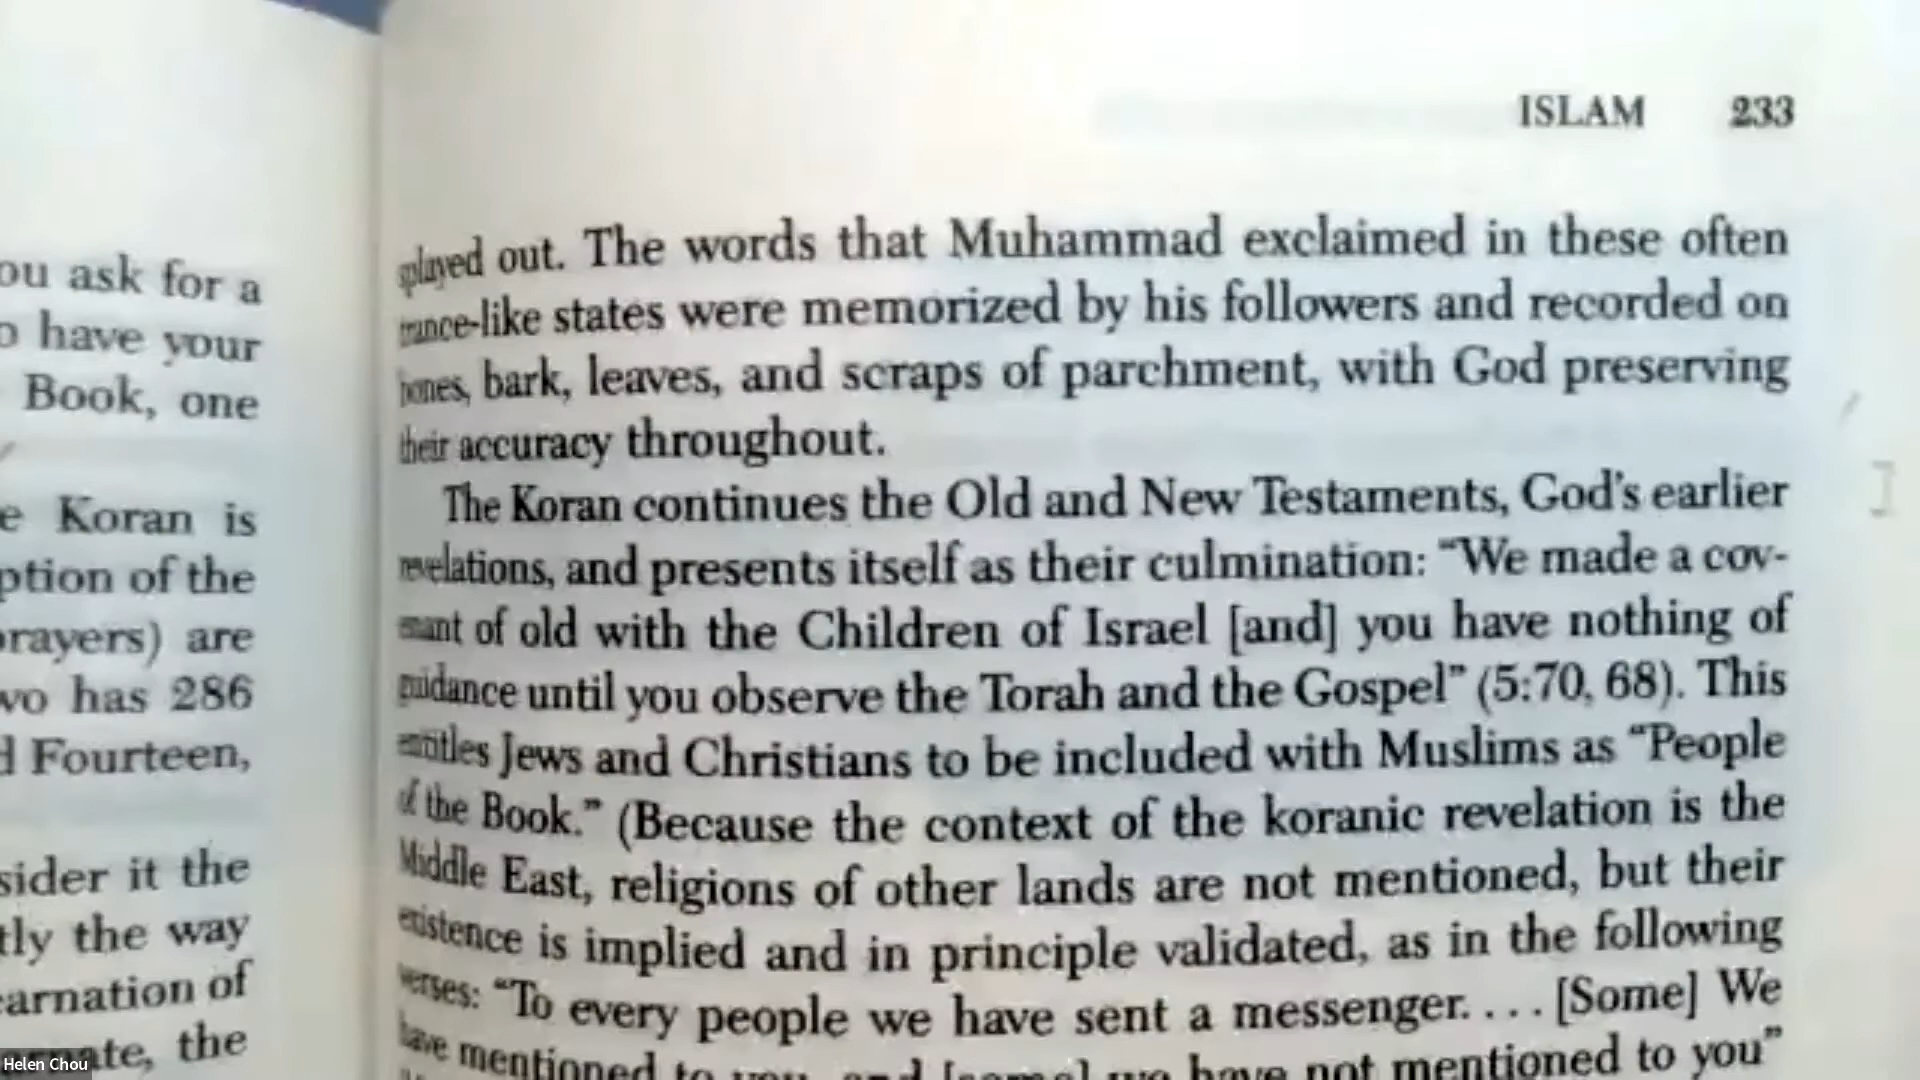 ou ask for a
have your
Book, one
Koran is
ption of the
rayers) are
has 286
Fourteen,
sider it the
tly the way
arnation of
the
ISLAM 233
splayed out. The words that Muhammad exclaimed in these often
trance-like states were memorized by his followers and recorded on
bones, bark, leaves, and scraps of parchment, with God preserving
their accuracy throughout.
The Koran continues the Old and New Testaments, God's earlier
revelations, and presents itself as their culmination: “We made a cov-
enant of old with the Children of Israel [and] you have nothing of
guidance until you observe the Torah and the Gospel” (5:70, 68). This
entitles Jews and Christians to be included with Muslims as “People
of the Book.” (Because the context of the koranic revelation is the
Middle East, religions of other lands are not mentioned, but their
existence is implied and in principle validated, as in the following
verses: “To every people we have sent a messenger. . . . [Some] We
have mentioned to you, and [some] we have not mentioned to you”
Helen Chou